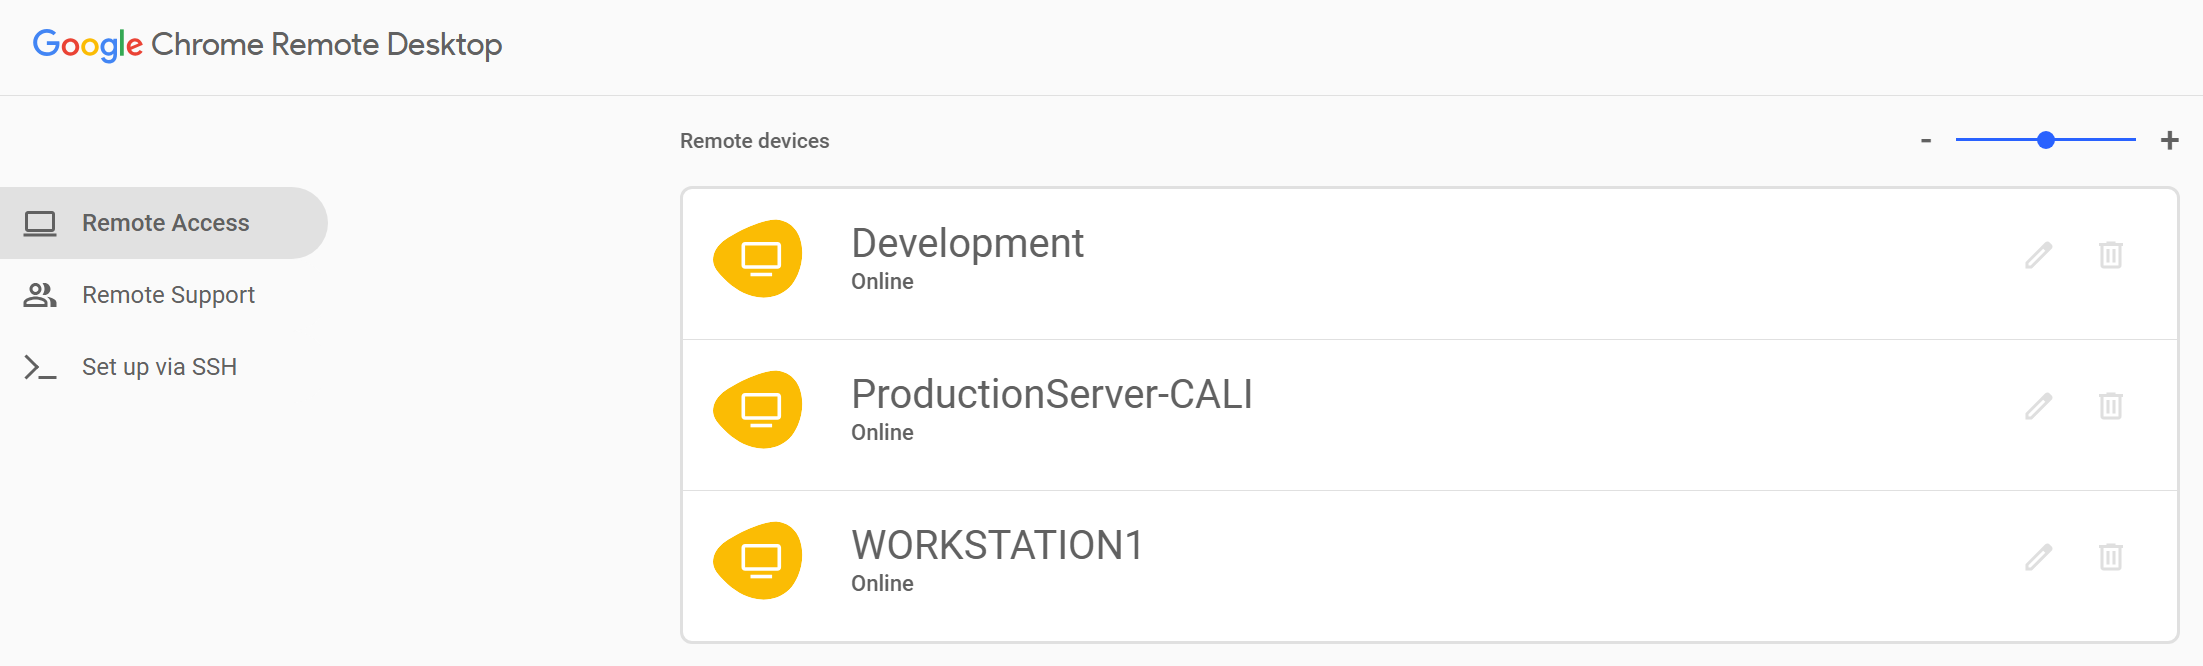 Google Chrome Remote Desktop
Remote devices
- +
Remote Access
Remote Support
Set up via SSH
Development
Online
ProductionServer-CALI
Online
WORKSTATION1
Online